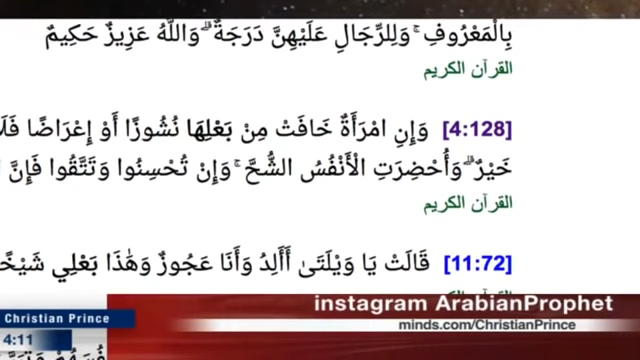 بِالْمَعْرُوفِ ۚ وَلِلرِّجَالِ عَلَيْهِنَّ دَرَجَةٌ ۗ وَاللَّهُ عَزِيزٌ حَكِيمٌ
القرآن الكريم
[4:128] وَإِنِ امْرَأَةٌ خَافَتْ مِنْ بَعْلِهَا نُشُوزًا أَوْ إِعْرَاضًا فَلَا
خَيْرٌ ۗ وَأُحْضِرَتِ الْأَنْفُسُ الشُّحَّ ۚ وَإِنْ تُحْسِنُوا وَتَتَّقُوا فَإِنَّ
القرآن الكريم
[11:72] قَالَتْ يَا وَيْلَتَىٰ أَأَلِدُ وَأَنَا عَجُوزٌ وَهَٰذَا بَعْلِي شَيْخًا
instagram ArabianProphet
Christian Prince
minds.com/ChristianPrince
4:11